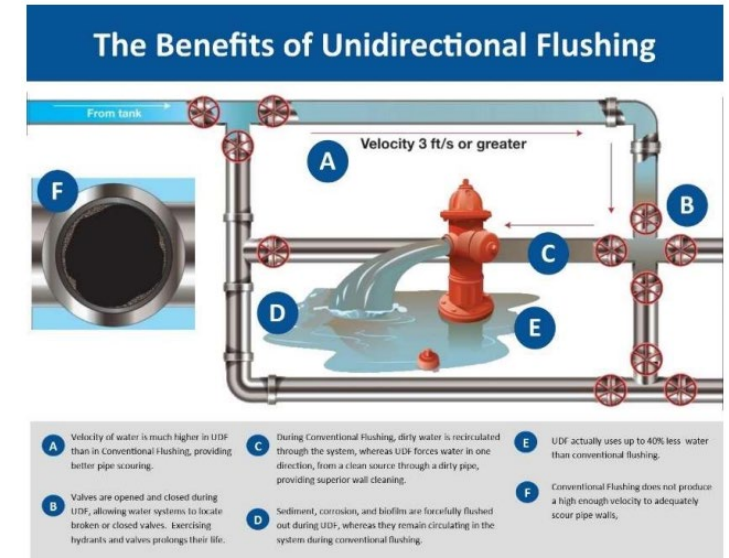 The Benefits of Unidirectional Flushing
From tank
Velocity 3 ft/s or greater
A
F
B
C
D
E
A
Velocity of water is much higher in UDF
than in Conventional Flushing, providing
better pipe scouring.
B
Valves are opened and closed during
UDF, allowing water systems to locate
broken or closed valves. Exercising
hydrants and valves prolongs their life.
C
During Conventional Flushing, dirty water is recirculated
through the system, whereas UDF forces water in one
direction, from a clean source through a dirty pipe,
providing superior wall cleaning.
D
Sediment, corrosion, and biofilm are forcefully flushed
out during UDF, whereas they remain circulating in the
system during conventional flushing.
E
UDF actually uses up to 40% less water
than conventional flushing.
F
Conventional Flushing does not produce
a high enough velocity to adequately
scour pipe walls,